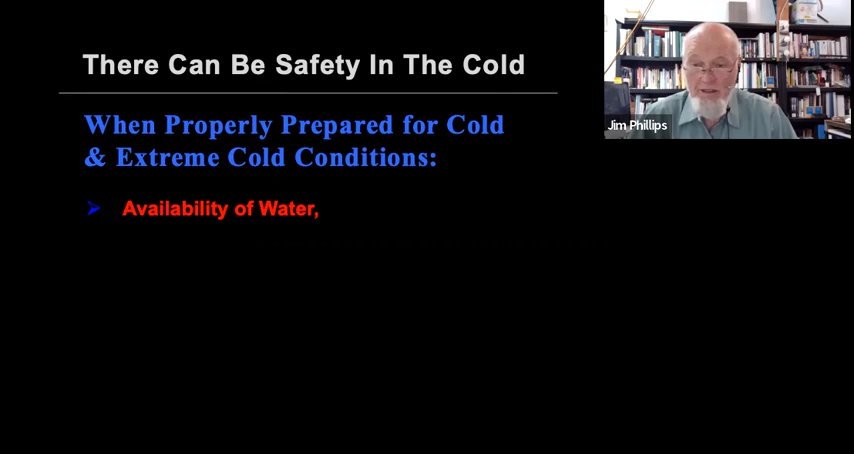 There Can Be Safety In The Cold
When Properly Prepared for Cold
& Extreme Cold Conditions:
Availability of Water,
Jim Phillips